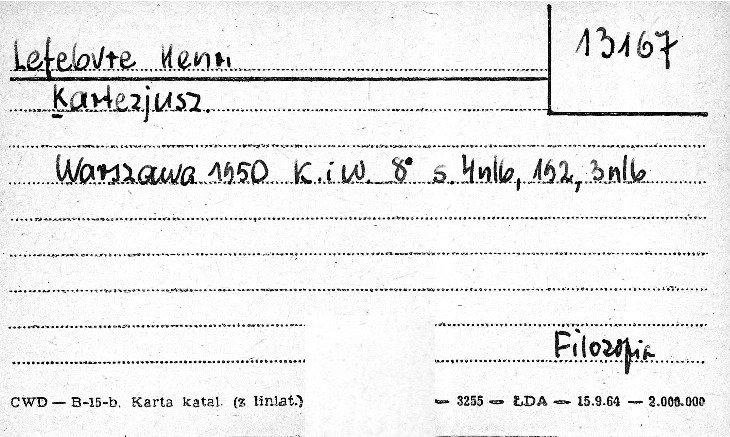 Lefebvre Henri
13167
Kartezjusz.
Warszawa 1950 K.iW. 8° s. 4nlb, 192, 3nlb
Filozofia
CWD — B-15-b. Karta katal. (z liniat.) — 3255 — ŁDA — 15.9.64 — 2.000.000